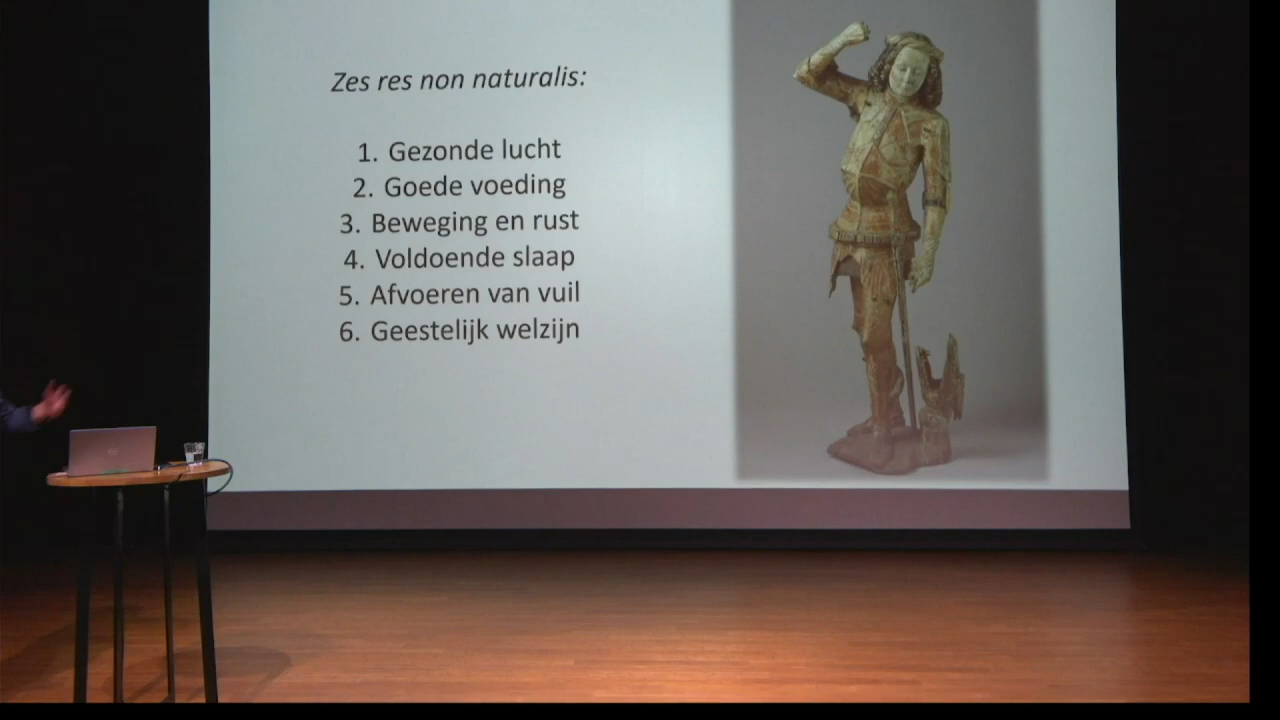 Zes res non naturalis:
1. Gezonde lucht
2. Goede voeding
3. Beweging en rust
4. Voldoende slaap
5. Afvoeren van vuil
6. Geestelijk welzijn